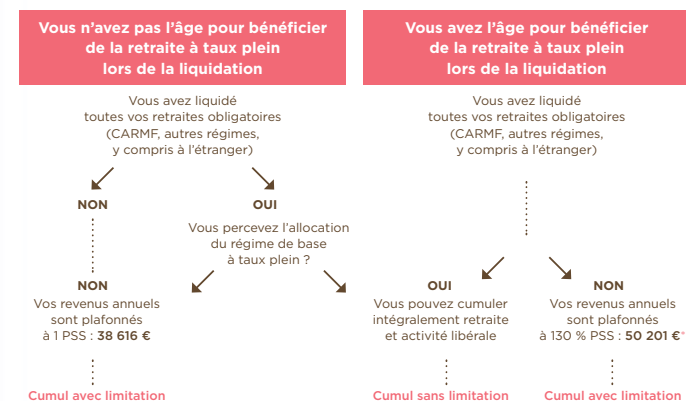 Vous n'avez pas l'âge pour bénéficier
de la retraite à taux plein
lors de la liquidation
Vous avez liquidé
toutes vos retraites obligatoires
(CARMF, autres régimes,
y compris à l'étranger)
NON
OUI
Vous percevez l'allocation
du régime de base
à taux plein ?
NON
Vos revenus annuels
sont plafonnés
à 1 PSS : 38 616 €
Cumul avec limitation
Vous avez l'âge pour bénéficier
de la retraite à taux plein
lors de la liquidation
Vous avez liquidé
toutes vos retraites obligatoires
(CARMF, autres régimes,
y compris à l'étranger)
OUI
Vous pouvez cumuler
intégralement retraite
et activité libérale
Cumul sans limitation
NON
Vos revenus annuels
sont plafonnés
à 130 % PSS : 50 201 €*
Cumul avec limitation